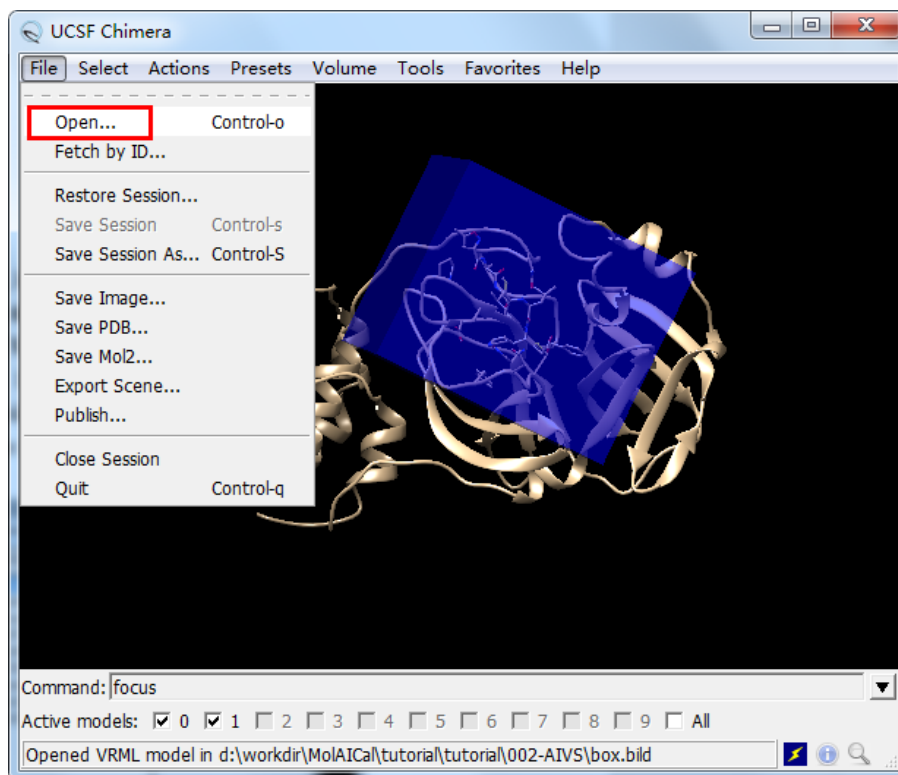 UCSF Chimera
File Select Actions Presets Volume Tools Favorites Help
Open... Control-o
Fetch by ID...
Restore Session...
Save Session Control-s
Save Session As... Control-S
Save Image...
Save PDB...
Save Mol2...
Export Scene...
Publish...
Close Session
Quit Control-q
Command: focus
Active models: 0 1 2 3 4 5 6 7 8 9 All
Opened VRML model in d:\workdir\MolAICal\tutorial\tutorial\002-AIVS\box.bild